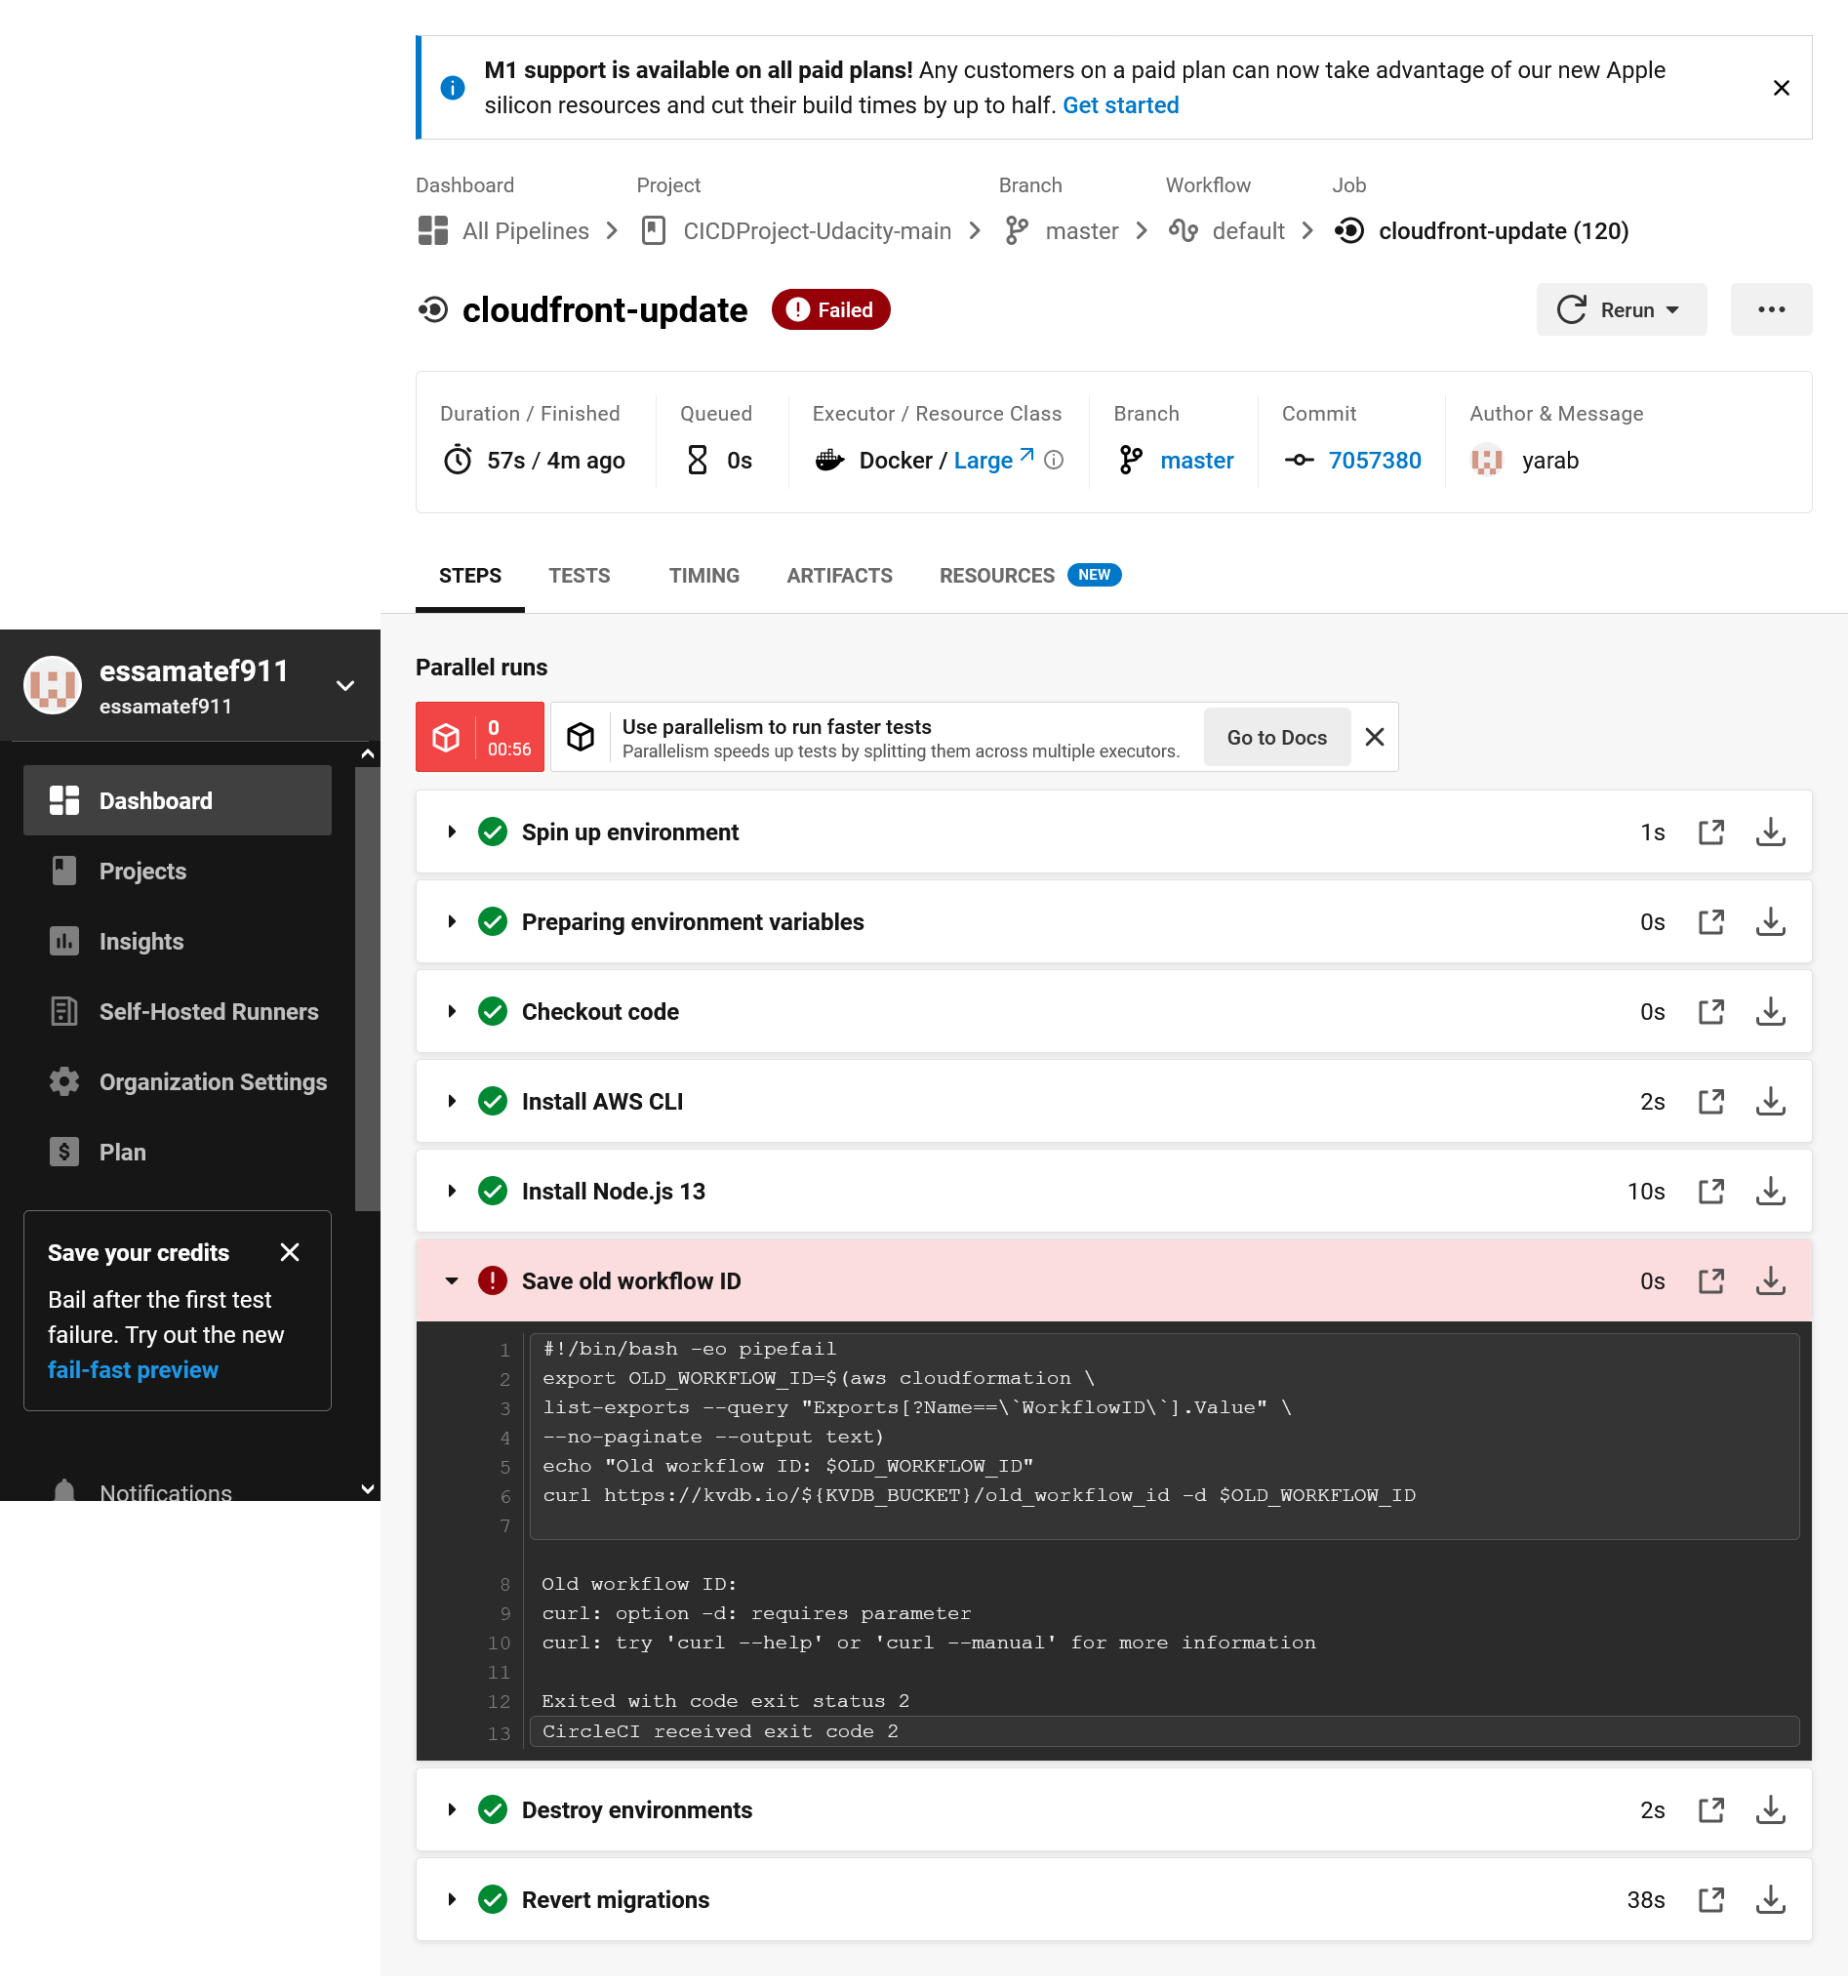 M1 support is available on all paid plans! Any customers on a paid plan can now take advantage of our new Apple
silicon resources and cut their build times by up to half. Get started
Dashboard Project Branch Workflow Job
All Pipelines CICDProject-Udacity-main master default cloudfront-update (120)
cloudfront-update Failed Rerun
Duration / Finished Queued Executor / Resource Class Branch Commit Author & Message
57s / 4m ago 0s Docker / Large master 7057380 yarab
STEPS TESTS TIMING ARTIFACTS RESOURCES NEW
essamatef911
essamatef911
Dashboard
Projects
Insights
Self-Hosted Runners
Organization Settings
Plan
Save your credits
Bail after the first test
failure. Try out the new
fail-fast preview
Notifications
Parallel runs
0
00:56
Use parallelism to run faster tests
Parallelism speeds up tests by splitting them across multiple executors.
Go to Docs
Spin up environment 1s
Preparing environment variables 0s
Checkout code 0s
Install AWS CLI 2s
Install Node.js 13 10s
Save old workflow ID 0s
1 #!/bin/bash -eo pipefail
2 export OLD_WORKFLOW_ID=$(aws cloudformation \
3 list-exports --query "Exports[?Name==\`WorkflowID\`].Value" \
4 --no-paginate --output text)
5 echo "Old workflow ID: $OLD_WORKFLOW_ID"
6 curl https://kvdb.io/${KVDB_BUCKET}/old_workflow_id -d $OLD_WORKFLOW_ID
7
8 Old workflow ID:
9 curl: option -d: requires parameter
10 curl: try 'curl --help' or 'curl --manual' for more information
11
12 Exited with code exit status 2
13 CircleCI received exit code 2
Destroy environments 2s
Revert migrations 38s